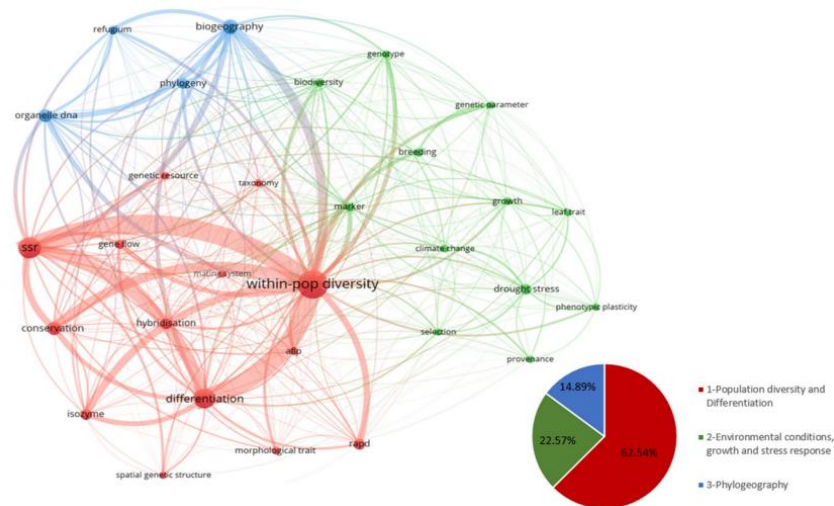 refugium
biogeography
genotype
phylogeny
biodiversity
organelle dna
genetic parameter
breeding
genetic resource
taxonomy
marker
growth
leaf trait
ssr
gene flow
climate change
mating system
within-pop diversity
drought stress
phenotypic plasticity
conservation
hybridisation
selection
aflp
provenance
differentiation
isozyme
morphological trait
rapd
spatial genetic structure
14.89%
22.57%
62.54%
1-Population diversity and
Differentiation
2-Environmental conditions,
growth and stress response
3-Phylogeography